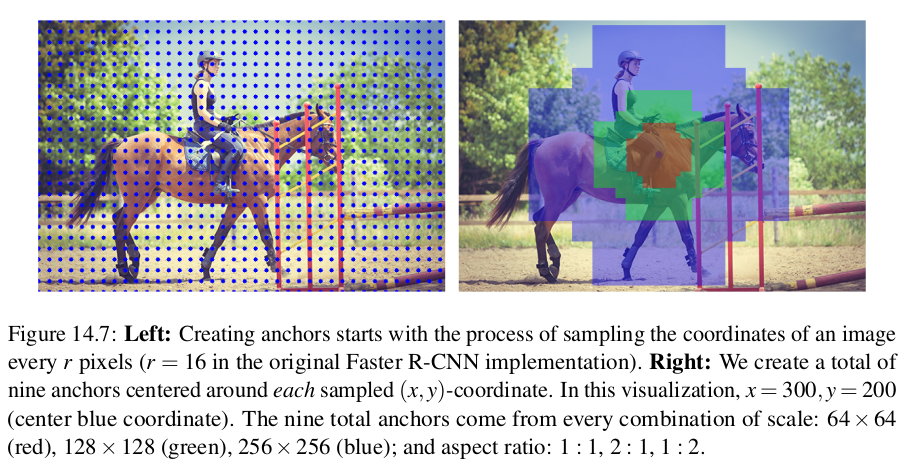 Figure 14.7: Left: Creating anchors starts with the process of sampling the coordinates of an image
every r pixels (r = 16 in the original Faster R-CNN implementation). Right: We create a total of
nine anchors centered around each sampled (x,y)-coordinate. In this visualization, x = 300, y = 200
(center blue coordinate). The nine total anchors come from every combination of scale: 64 × 64
(red), 128 × 128 (green), 256 × 256 (blue); and aspect ratio: 1 : 1, 2 : 1, 1 : 2.